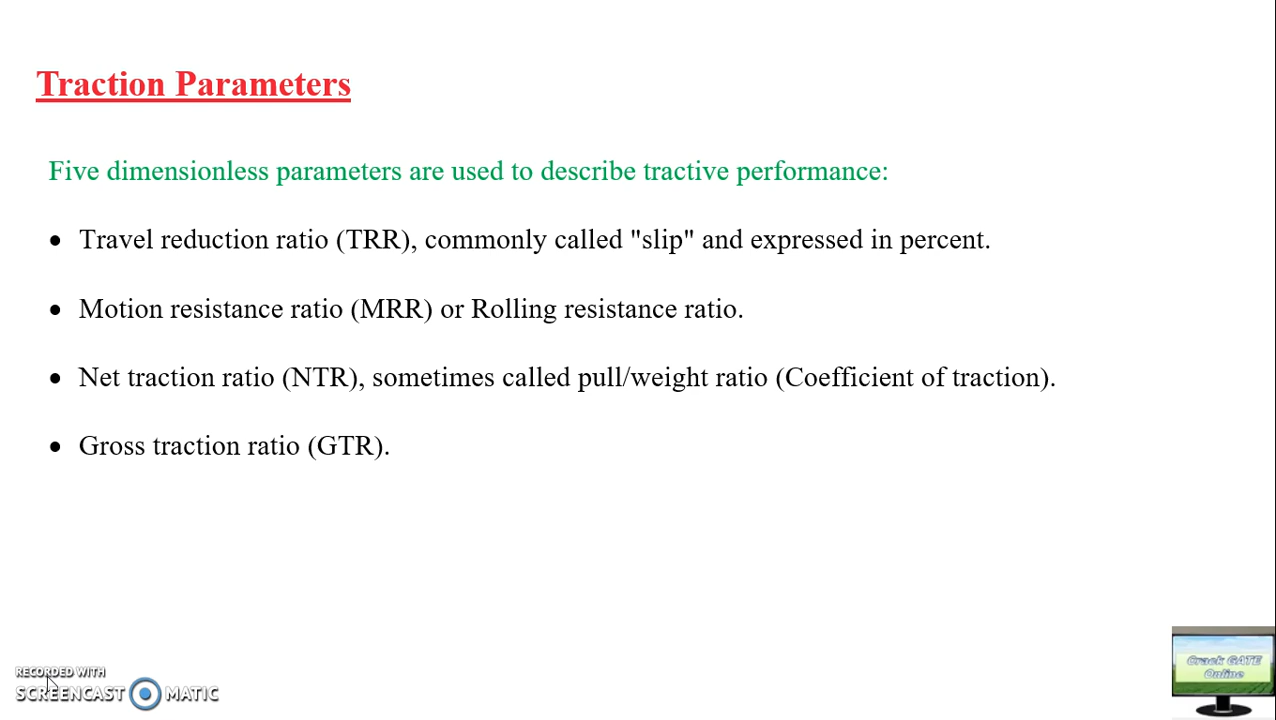 Traction Parameters
Five dimensionless parameters are used to describe tractive performance:
• Travel reduction ratio (TRR), commonly called "slip" and expressed in percent.
• Motion resistance ratio (MRR) or Rolling resistance ratio.
• Net traction ratio (NTR), sometimes called pull/weight ratio (Coefficient of traction).
• Gross traction ratio (GTR).
RECORDED WITH
SCREENCAST MATIC
Crack GATE
Online